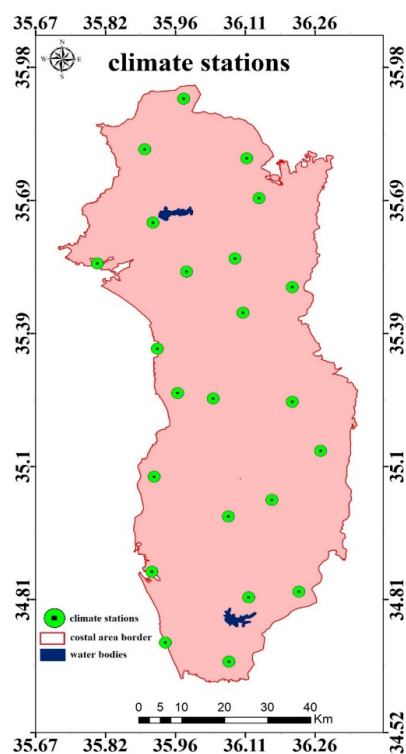 35.67 35.82 35.96 36.11 36.26
35.98 35.98
N
W E
S
climate stations
35.69 35.69
35.39 35.39
35.1 35.1
34.81 34.81
climate stations
costal area border
water bodies
0 5 10 20 30 40
Km
34.52
35.67 35.82 35.96 36.11 36.26